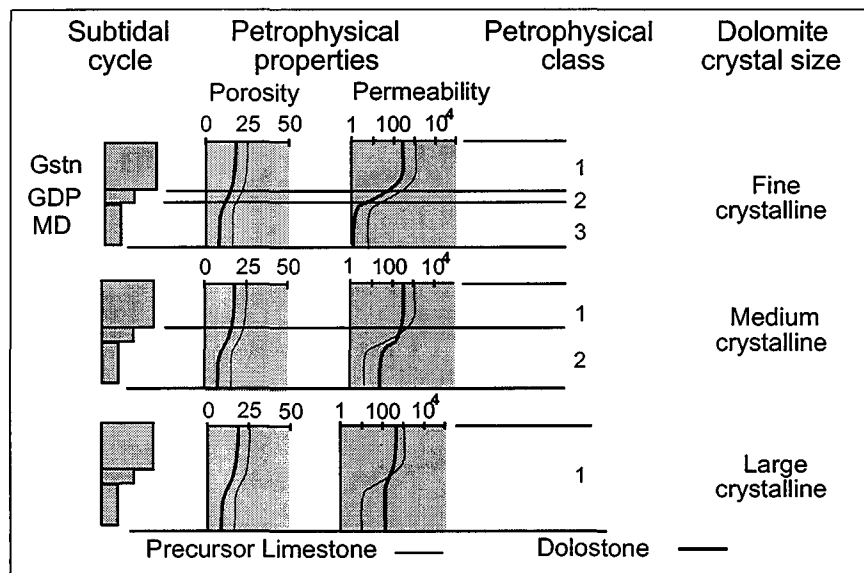 Subtidal cycle Petrophysical properties Petrophysical class Dolomite crystal size
Porosity Permeability
0 25 50 1 100 10⁴
Gstn 1
GDP 2 Fine crystalline
MD 3
0 25 50 1 100 10⁴
1 Medium crystalline
2
0 25 50 1 100 10⁴
1 Large crystalline
Precursor Limestone Dolostone